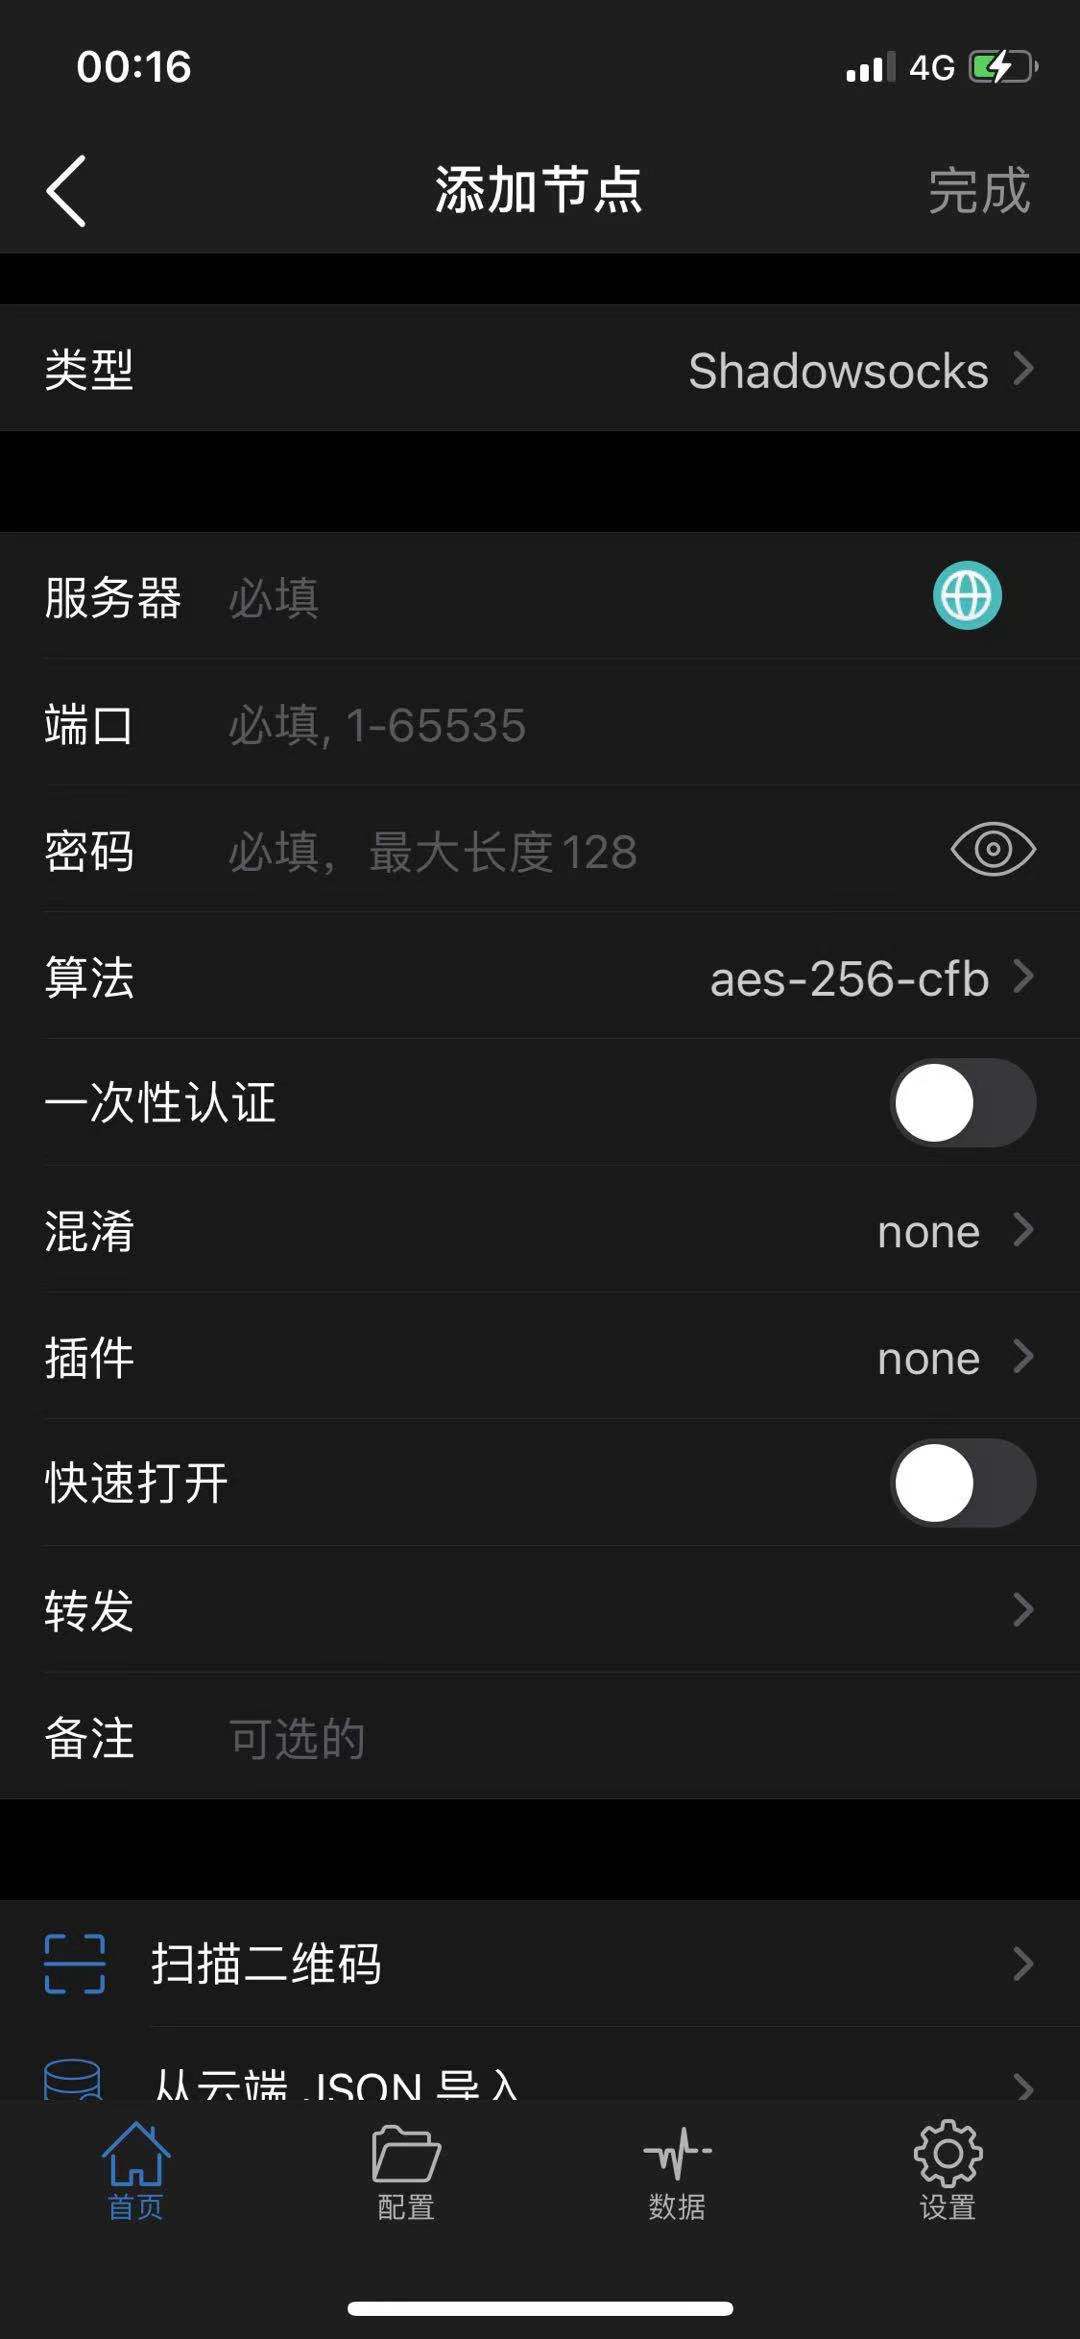 00:16
4G
添加节点
完成
类型
Shadowsocks
服务器
必填
端口
必填, 1-65535
密码
必填，最大长度128
算法
aes-256-cfb
一次性认证
混淆
none
插件
none
快速打开
转发
备注
可选的
扫描二维码
从云端 JSON 导入
首页
配置
数据
设置